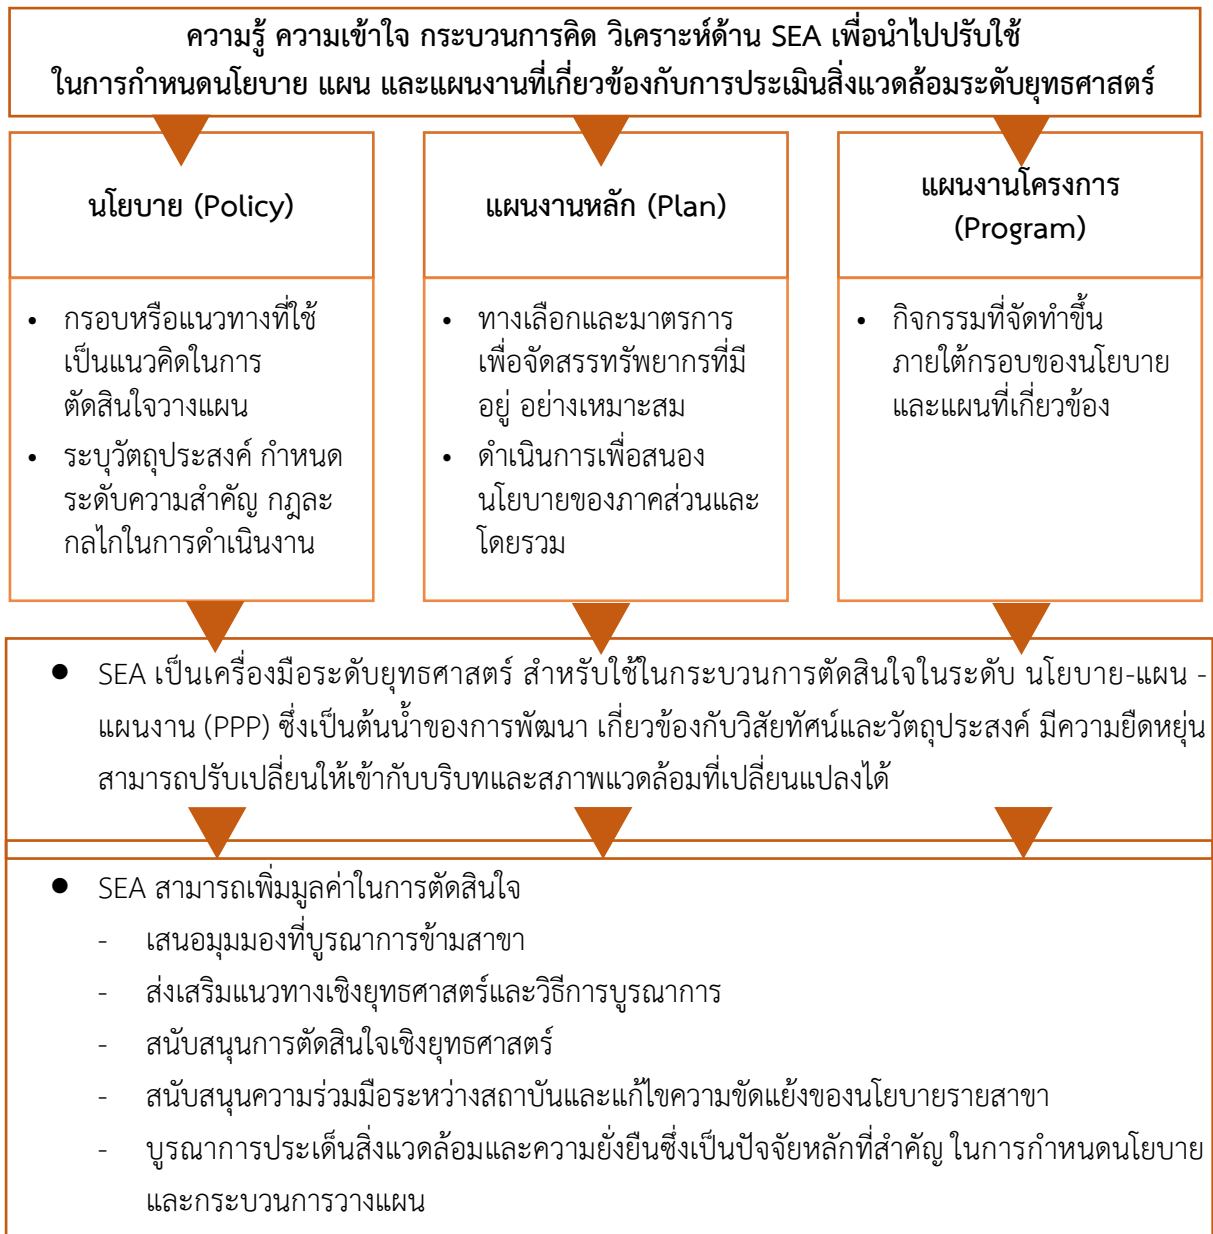 ความรู้ ความเข้าใจ กระบวนการคิด วิเคราะห์ด้าน SEA เพื่อนำไปปรับใช้
ในการกำหนดนโยบาย แผน และแผนงานที่เกี่ยวข้องกับการประเมินสิ่งแวดล้อมระดับยุทธศาสตร์
นโยบาย (Policy)
• กรอบหรือแนวทางที่ใช้
เป็นแนวคิดในการ
ตัดสินใจวางแผน
• ระบุวัตถุประสงค์ กำหนด
ระดับความสำคัญ กฎละ
กลไกในการดำเนินงาน
แผนงานหลัก (Plan)
• ทางเลือกและมาตรการ
เพื่อจัดสรรทรัพยากรที่มี
อยู่ อย่างเหมาะสม
• ดำเนินการเพื่อสนอง
นโยบายของภาคส่วนและ
โดยรวม
แผนงานโครงการ
(Program)
• กิจกรรมที่จัดทำขึ้น
ภายใต้กรอบของนโยบาย
และแผนที่เกี่ยวข้อง
● SEA เป็นเครื่องมือระดับยุทธศาสตร์ สำหรับใช้ในกระบวนการตัดสินใจในระดับ นโยบาย-แผน -
แผนงาน (PPP) ซึ่งเป็นต้นน้ำของการพัฒนา เกี่ยวข้องกับวิสัยทัศน์และวัตถุประสงค์ มีความยืดหยุ่น
สามารถปรับเปลี่ยนให้เข้ากับบริบทและสภาพแวดล้อมที่เปลี่ยนแปลงได้
● SEA สามารถเพิ่มมูลค่าในการตัดสินใจ
- เสนอมุมมองที่บูรณาการข้ามสาขา
- ส่งเสริมแนวทางเชิงยุทธศาสตร์และวิธีการบูรณาการ
- สนับสนุนการตัดสินใจเชิงยุทธศาสตร์
- สนับสนุนความร่วมมือระหว่างสถาบันและแก้ไขความขัดแย้งของนโยบายรายสาขา
- บูรณาการประเด็นสิ่งแวดล้อมและความยั่งยืนซึ่งเป็นปัจจัยหลักที่สำคัญ ในการกำหนดนโยบาย
และกระบวนการวางแผน